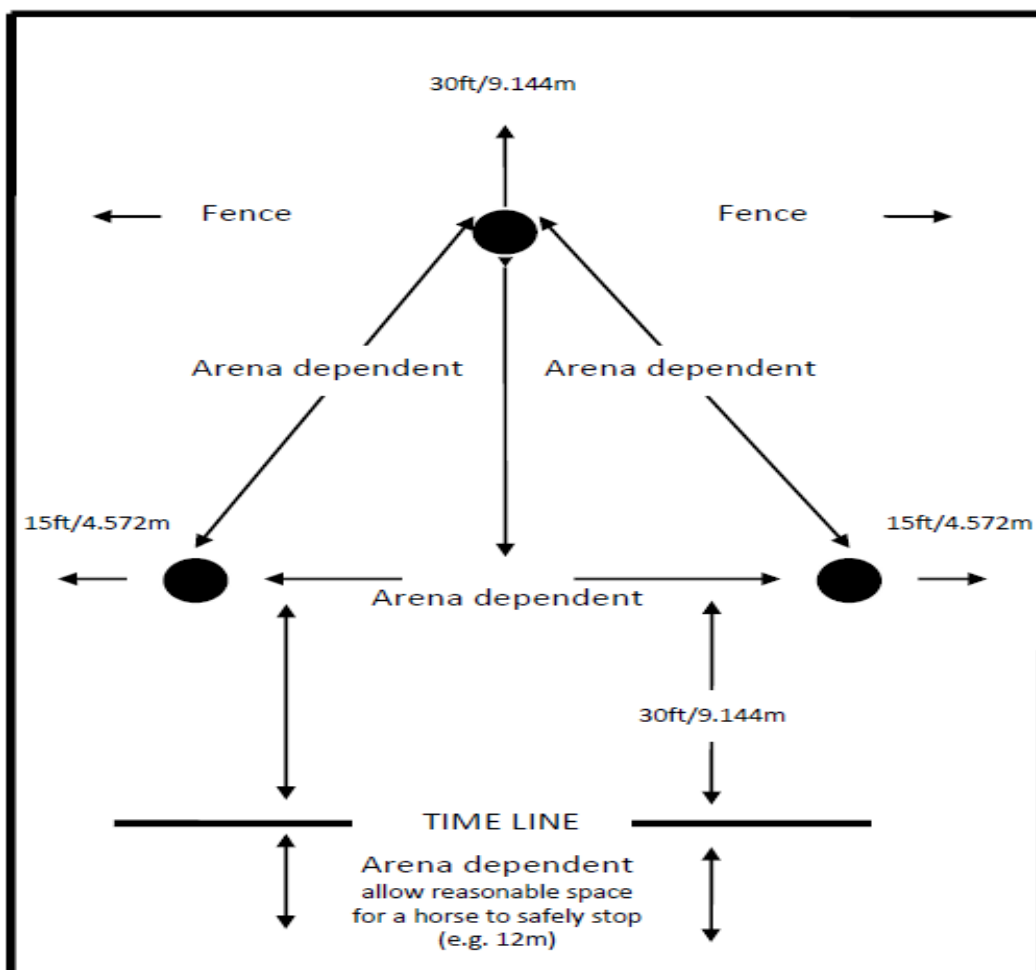 30ft/9.144m
Fence
Fence
Arena dependent
Arena dependent
15ft/4.572m
15ft/4.572m
Arena dependent
30ft/9.144m
TIME LINE
Arena dependent
allow reasonable space
for a horse to safely stop
(e.g. 12m)